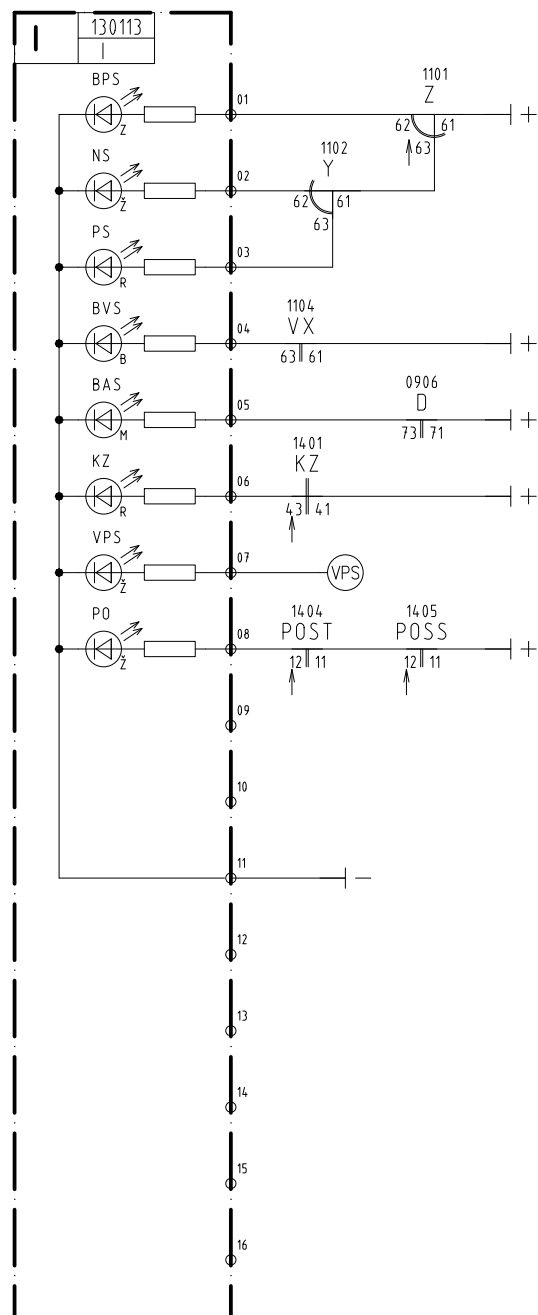 I 130113
I
BPS
Z
01
1101
Z
62 61
63
+
NS
Ž
02
1102
Y
62 61
63
PS
R
03
BVS
B
04
1104
VX
63 61
+
BAS
M
05
0906
D
73 71
+
KZ
R
06
1401
KZ
43 41
+
VPS
Ž
07
VPS
PO
Ž
08
1404
POST
12 11
1405
POSS
12 11
+
09
10
11
−
12
13
14
15
16